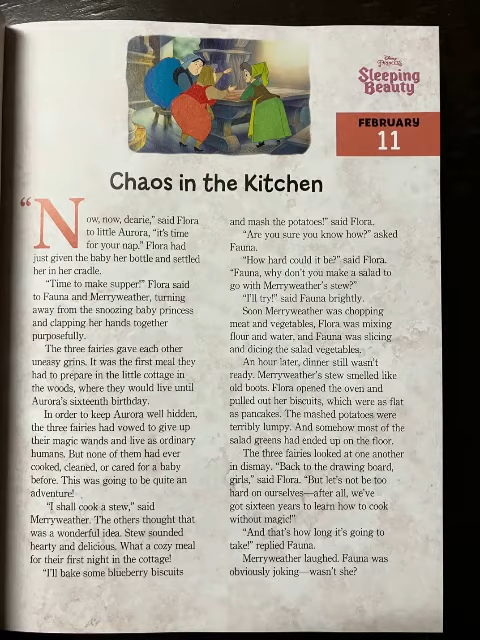 Disney
Princess
Sleeping
Beauty
FEBRUARY
11
Chaos in the Kitchen
"Now, now, dearie," said Flora
to little Aurora, "it's time
for your nap." Flora had
just given the baby her bottle and settled
her in her cradle.
"Time to make supper!" Flora said
to Fauna and Merryweather, turning
away from the snoozing baby princess
and clapping her hands together
purposefully.
The three fairies gave each other
uneasy grins. It was the first meal they
had to prepare in the little cottage in
the woods, where they would live until
Aurora's sixteenth birthday.
In order to keep Aurora well hidden,
the three fairies had vowed to give up
their magic wands and live as ordinary
humans. But none of them had ever
cooked, cleaned, or cared for a baby
before. This was going to be quite an
adventure!
"I shall cook a stew," said
Merryweather. The others thought that
was a wonderful idea. Stew sounded
hearty and delicious. What a cozy meal
for their first night in the cottage!
"I'll bake some blueberry biscuits
and mash the potatoes!" said Flora.
"Are you sure you know how?" asked
Fauna.
"How hard could it be?" said Flora.
"Fauna, why don't you make a salad to
go with Merryweather's stew?"
"I'll try!" said Fauna brightly.
Soon Merryweather was chopping
meat and vegetables, Flora was mixing
flour and water, and Fauna was slicing
and dicing the salad vegetables.
An hour later, dinner still wasn't
ready. Merryweather's stew smelled like
old boots. Flora opened the oven and
pulled out her biscuits, which were as flat
as pancakes. The mashed potatoes were
terribly lumpy. And somehow most of the
salad greens had ended up on the floor.
The three fairies looked at one another
in dismay. "Back to the drawing board,
girls," said Flora. "But let's not be too
hard on ourselves—after all, we've
got sixteen years to learn how to cook
without magic!"
"And that's how long it's going to
take!" replied Fauna.
Merryweather laughed. Fauna was
obviously joking—wasn't she?